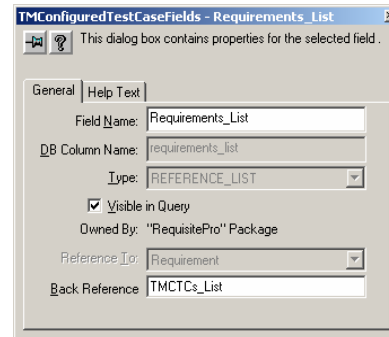 TMConfiguredTestCaseFields - Requirements_List
This dialog box contains properties for the selected field.
General Help Text
Field Name: Requirements_List
DB Column Name: requirements_list
Type: REFERENCE_LIST
Visible in Query
Owned By: "RequisitePro" Package
Reference To: Requirement
Back Reference TMCTCs_List